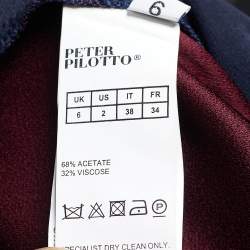 6
PETER
PILOTTO®
UK US IT FR
6 2 38 34
68% ACETATE
32% VISCOSE
P
SPECIALIST DRY CLEAN ONLY